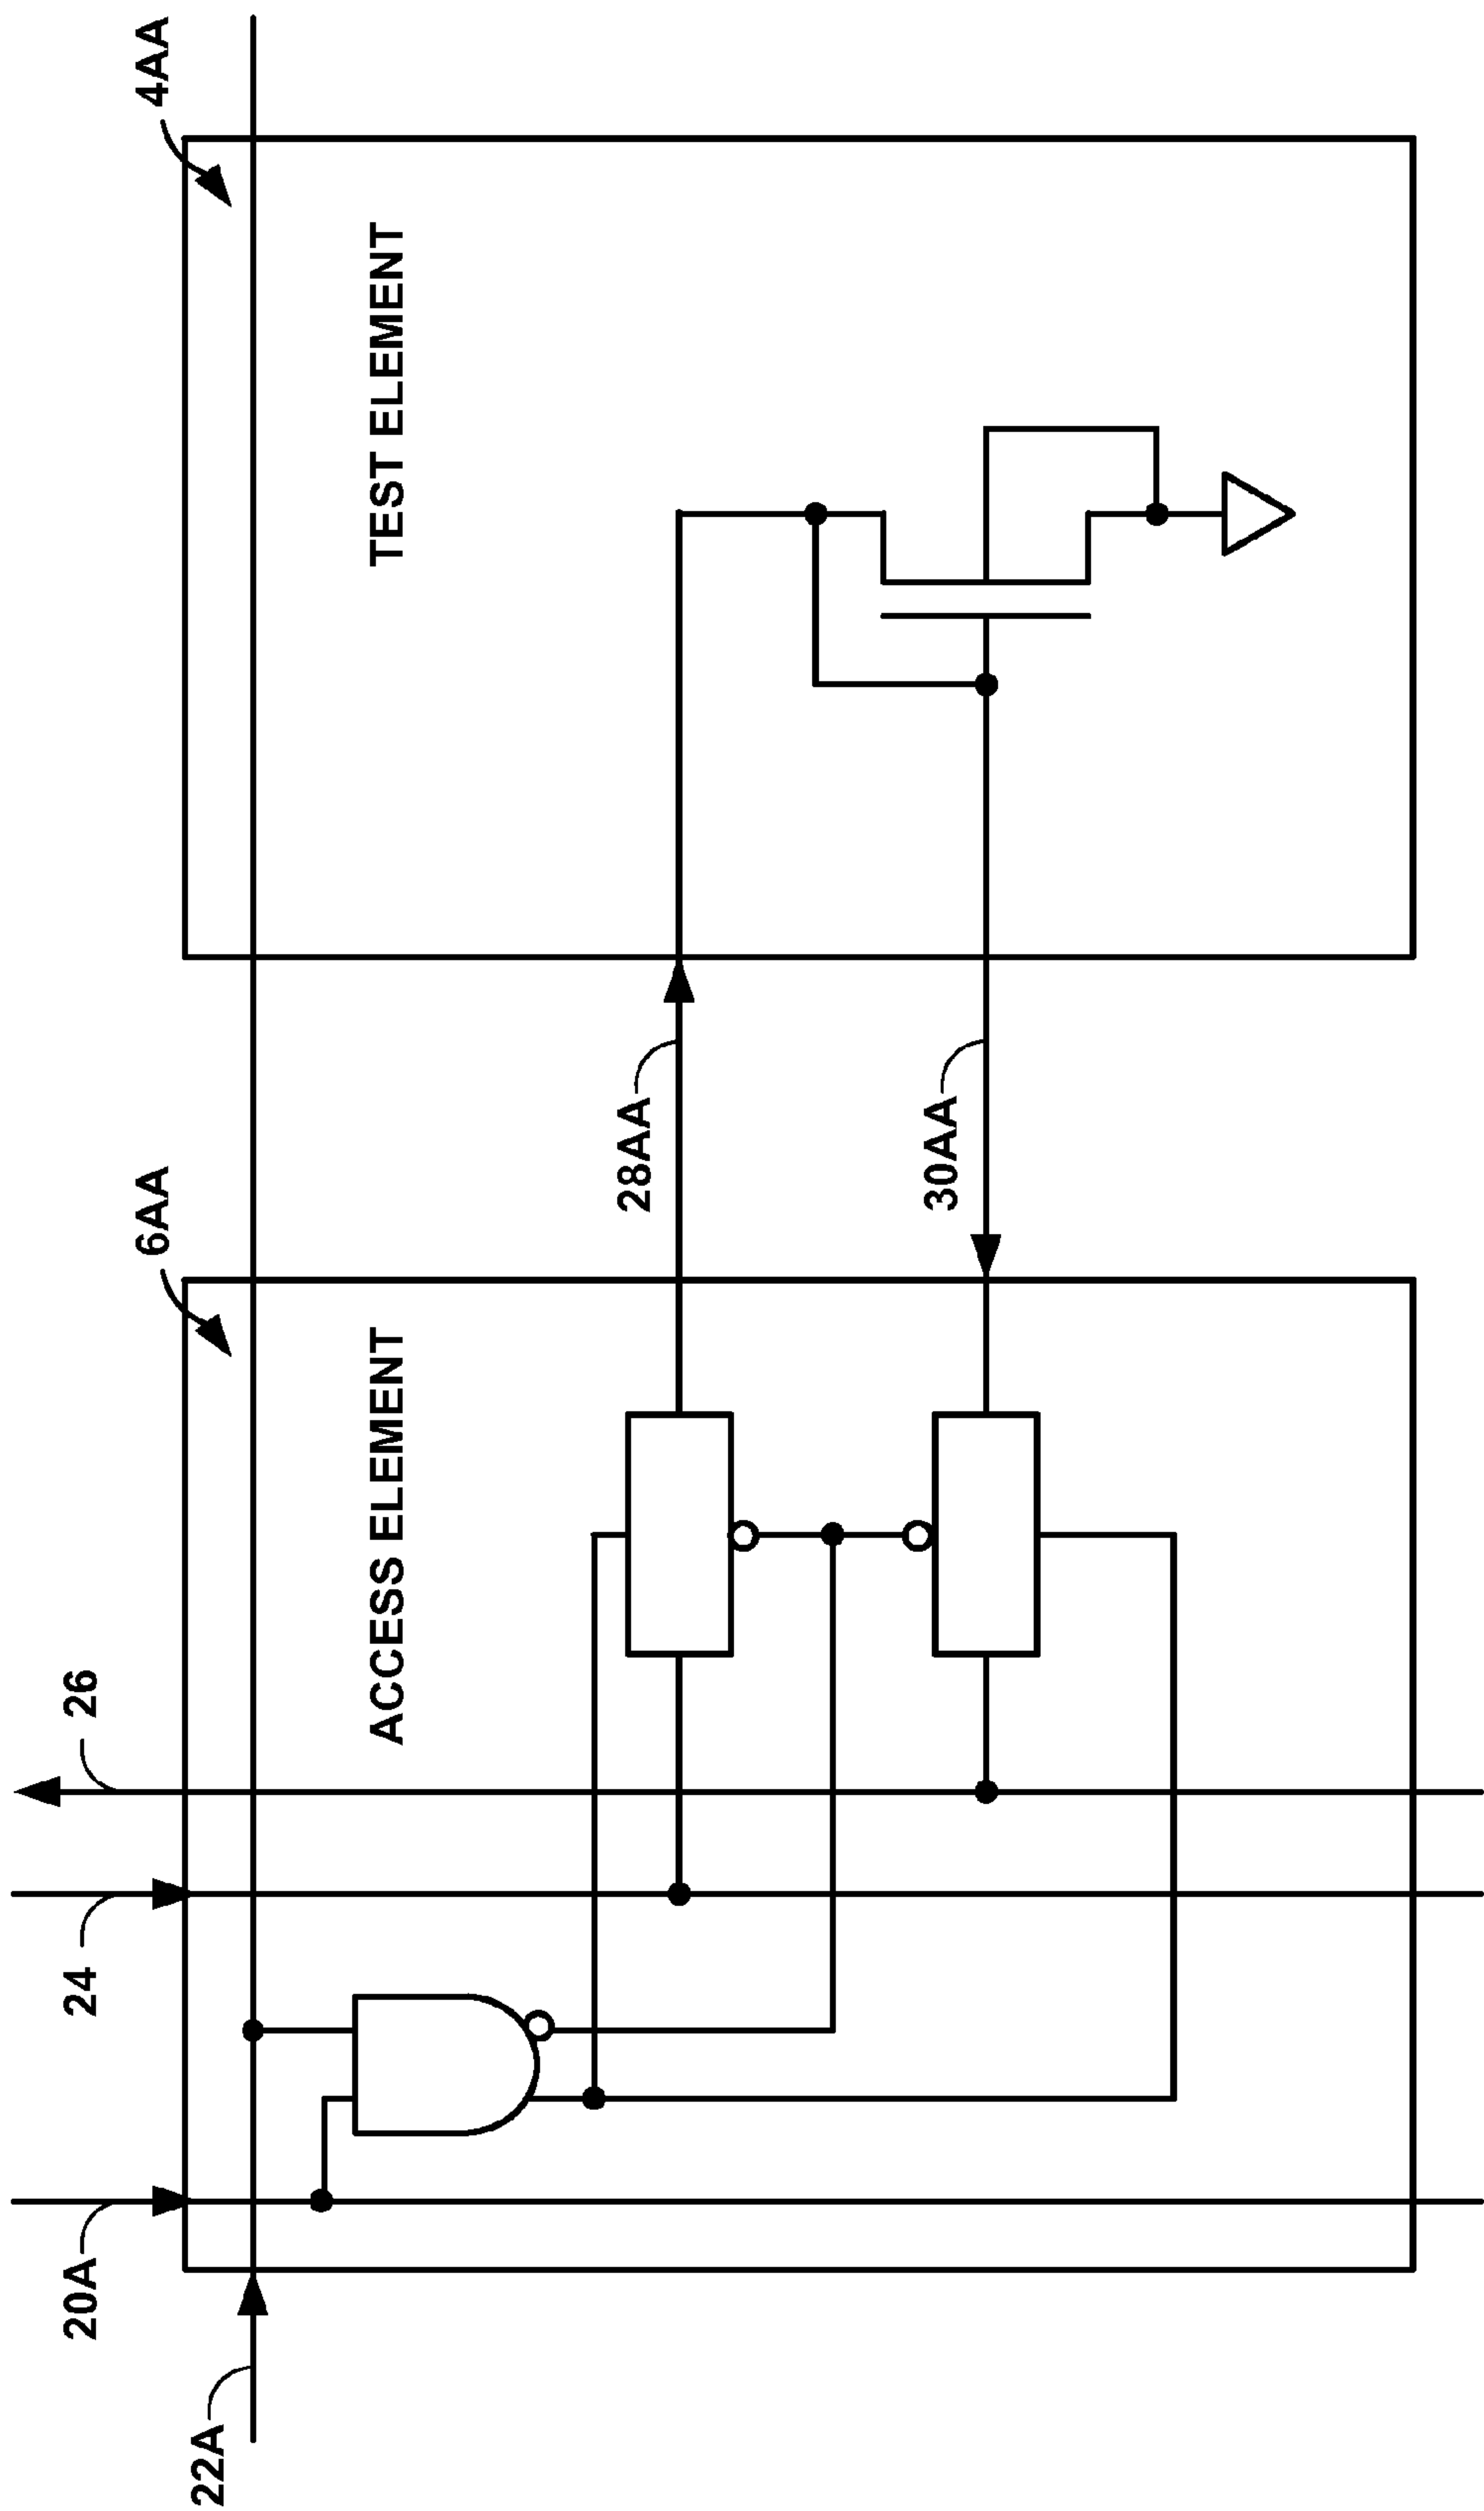 22A
20A
24
26
6AA
4AA
ACCESS ELEMENT
TEST ELEMENT
28AA
30AA